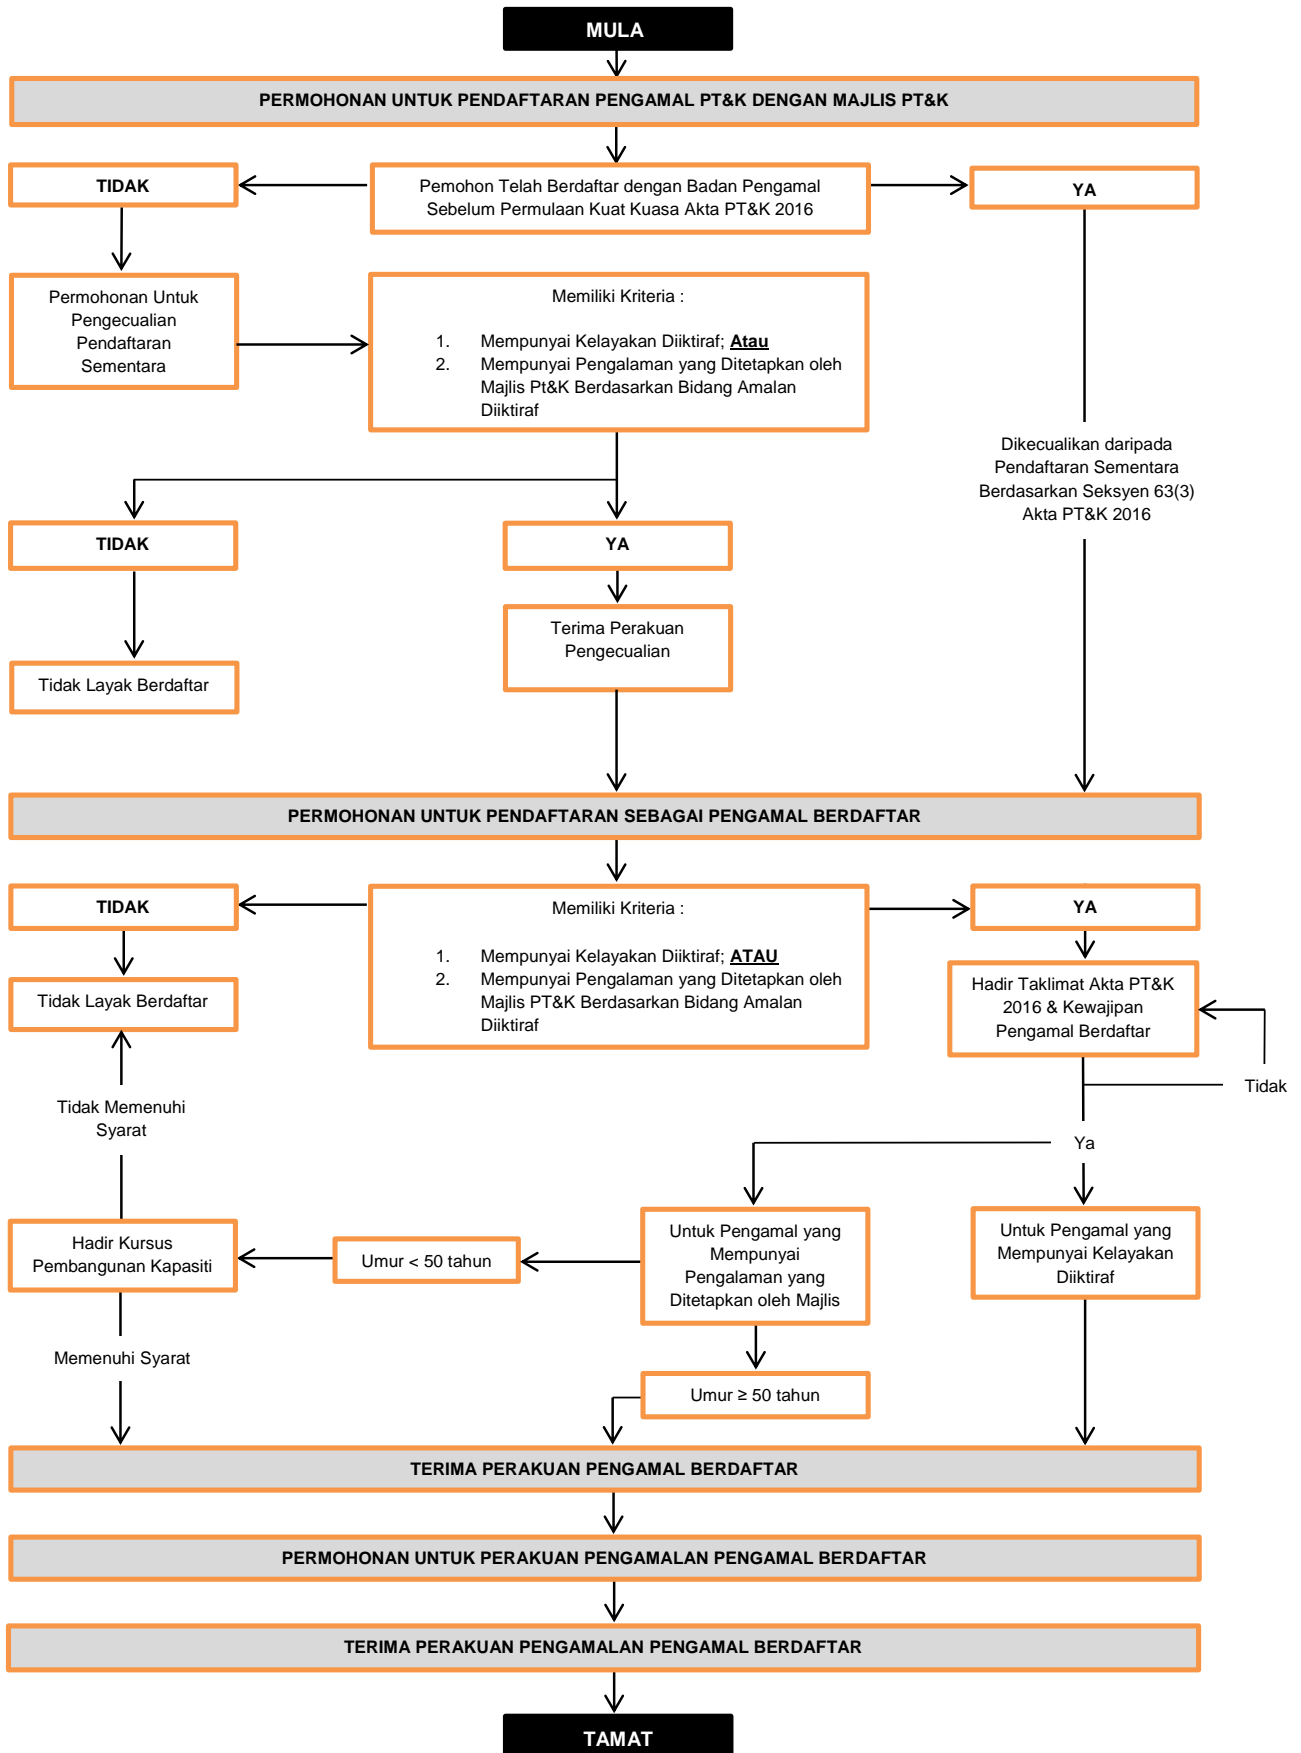 MULA
PERMOHONAN UNTUK PENDAFTARAN PENGAMAL PT&K DENGAN MAJLIS PT&K
TIDAK
Pemohon Telah Berdaftar dengan Badan Pengamal
Sebelum Permulaan Kuat Kuasa Akta PT&K 2016
YA
Permohonan Untuk
Pengecualian
Pendaftaran
Sementara
Memiliki Kriteria :
1. Mempunyai Kelayakan Diiktiraf; Atau
2. Mempunyai Pengalaman yang Ditetapkan oleh
Majlis Pt&K Berdasarkan Bidang Amalan
Diiktiraf
Dikecualikan daripada
Pendaftaran Sementara
Berdasarkan Seksyen 63(3)
Akta PT&K 2016
TIDAK
YA
Terima Perakuan
Pengecualian
Tidak Layak Berdaftar
PERMOHONAN UNTUK PENDAFTARAN SEBAGAI PENGAMAL BERDAFTAR
TIDAK
Memiliki Kriteria :
1. Mempunyai Kelayakan Diiktiraf; ATAU
2. Mempunyai Pengalaman yang Ditetapkan oleh
Majlis PT&K Berdasarkan Bidang Amalan
Diiktiraf
YA
Tidak Layak Berdaftar
Hadir Taklimat Akta PT&K
2016 & Kewajipan
Pengamal Berdaftar
Tidak
Tidak Memenuhi
Syarat
Ya
Hadir Kursus
Pembangunan Kapasiti
Umur < 50 tahun
Untuk Pengamal yang
Mempunyai
Pengalaman yang
Ditetapkan oleh Majlis
Untuk Pengamal yang
Mempunyai Kelayakan
Diiktiraf
Memenuhi Syarat
Umur ≥ 50 tahun
TERIMA PERAKUAN PENGAMAL BERDAFTAR
PERMOHONAN UNTUK PERAKUAN PENGAMALAN PENGAMAL BERDAFTAR
TERIMA PERAKUAN PENGAMALAN PENGAMAL BERDAFTAR
TAMAT